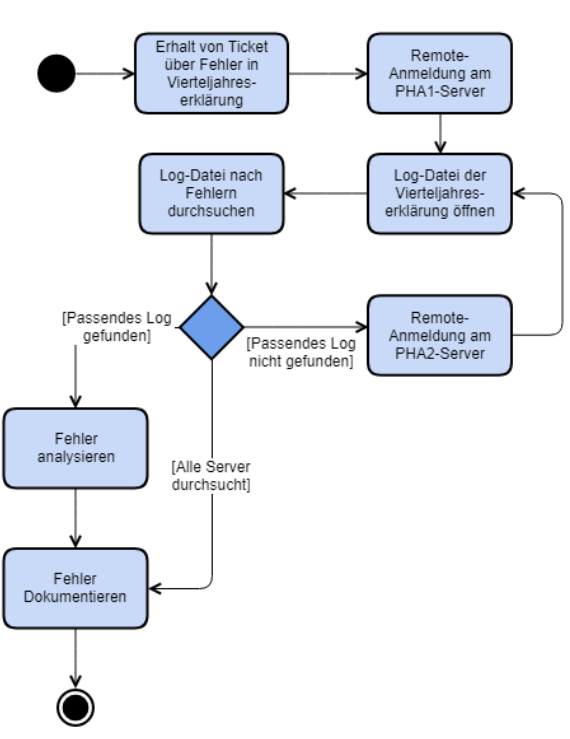 Erhalt von Ticket
über Fehler in
Vierteljahres-
erklärung
Remote-
Anmeldung am
PHA1-Server
Log-Datei nach
Fehlern
durchsuchen
Log-Datei der
Vierteljahres-
erklärung öffnen
[Passendes Log
gefunden]
[Passendes Log
nicht gefunden]
Remote-
Anmeldung am
PHA2-Server
Fehler
analysieren
[Alle Server
durchsucht]
Fehler
Dokumentieren